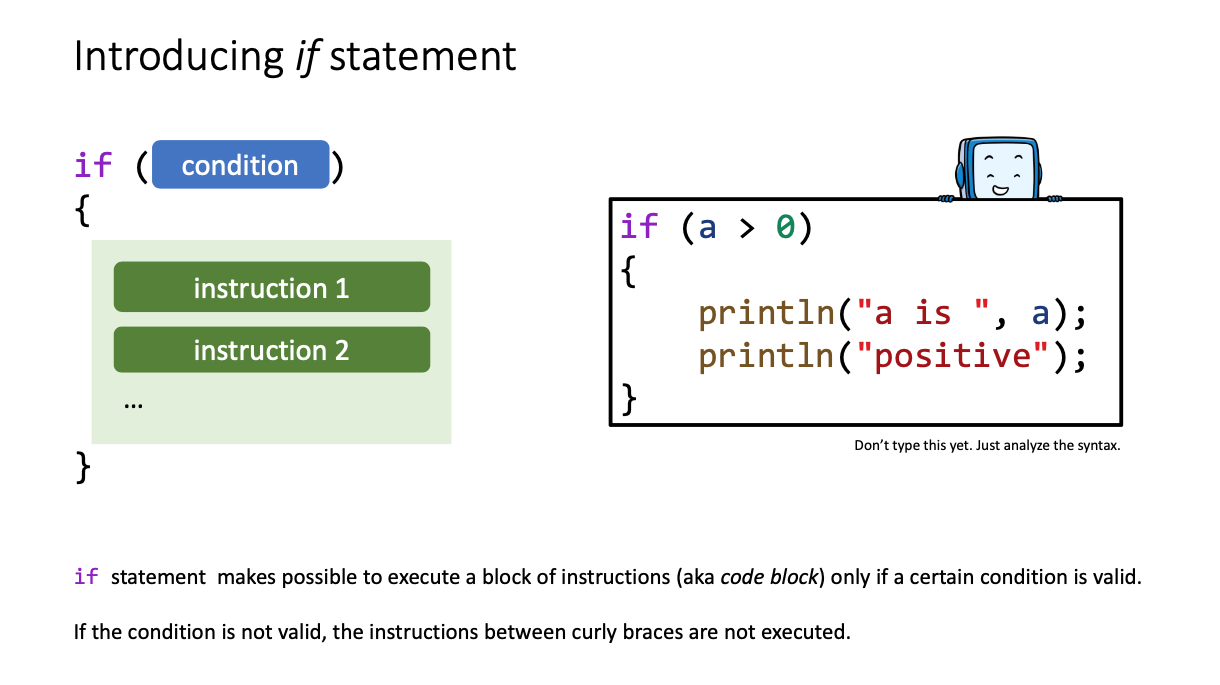 Introducing if statement
if (condition)
{
instruction 1
instruction 2
...
}
if (a > 0)
{
    println("a is ", a);
    println("positive");
}
Don’t type this yet. Just analyze the syntax.
if statement makes possible to execute a block of instructions (aka code block) only if a certain condition is valid.
If the condition is not valid, the instructions between curly braces are not executed.